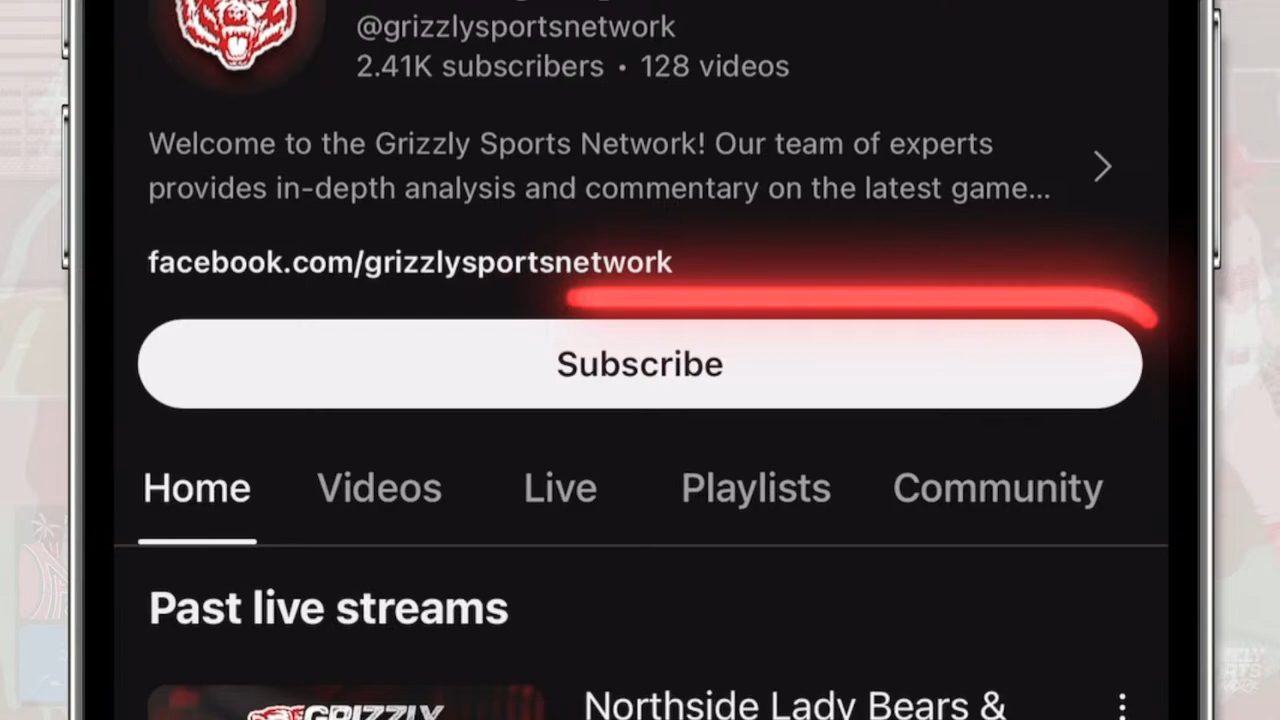 @grizzlysportsnetwork
2.41K subscribers • 128 videos
Welcome to the Grizzly Sports Network! Our team of experts
provides in-depth analysis and commentary on the latest game...
facebook.com/grizzlysportsnetwork
Subscribe
Home Videos Live Playlists Community
Past live streams
Northside Lady Bears &
GRIZZLY